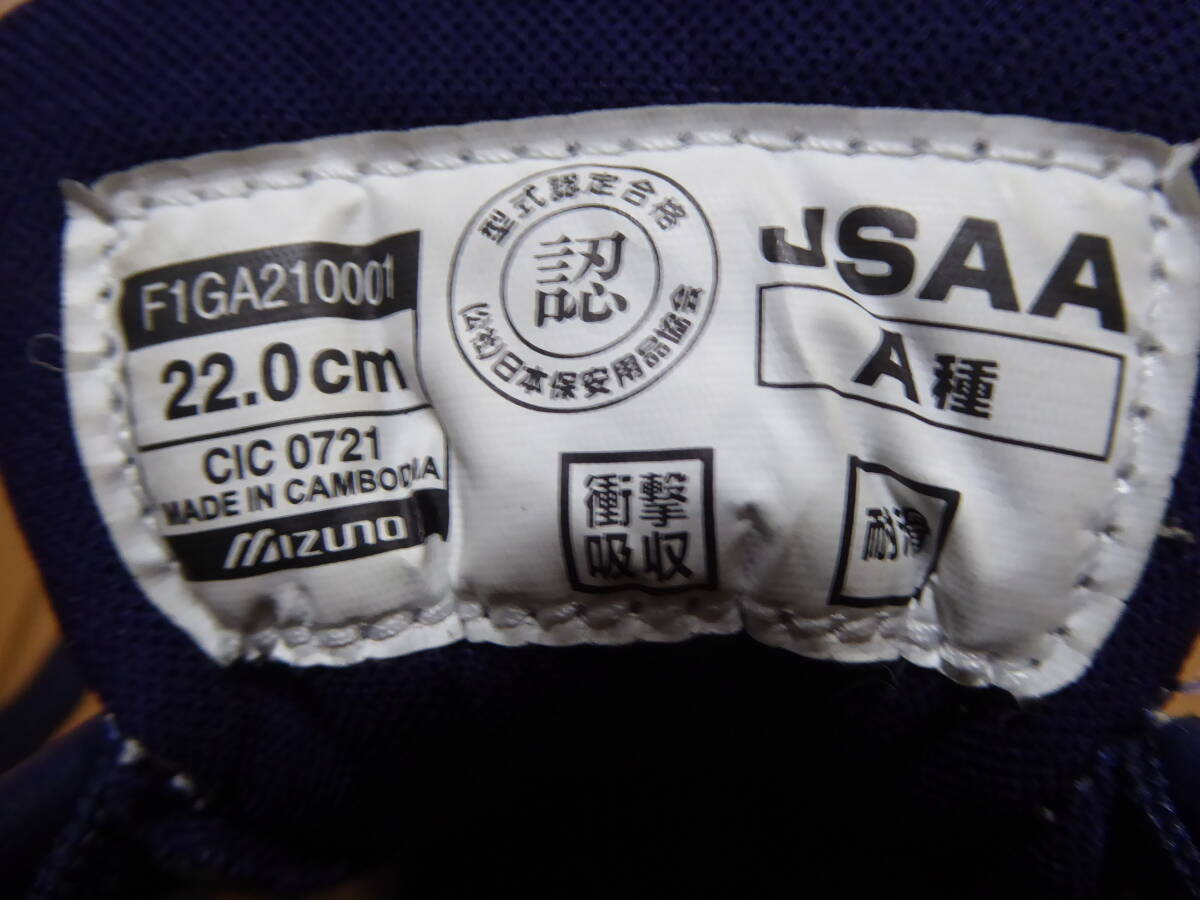 F1GA210001
22.0cm
CIC 0721
MADE IN CAMBODIA
MIZUNO
型式認定合格
認
(公社)日本保安用品協会
JSAA
A種
衝撃
吸収
耐滑